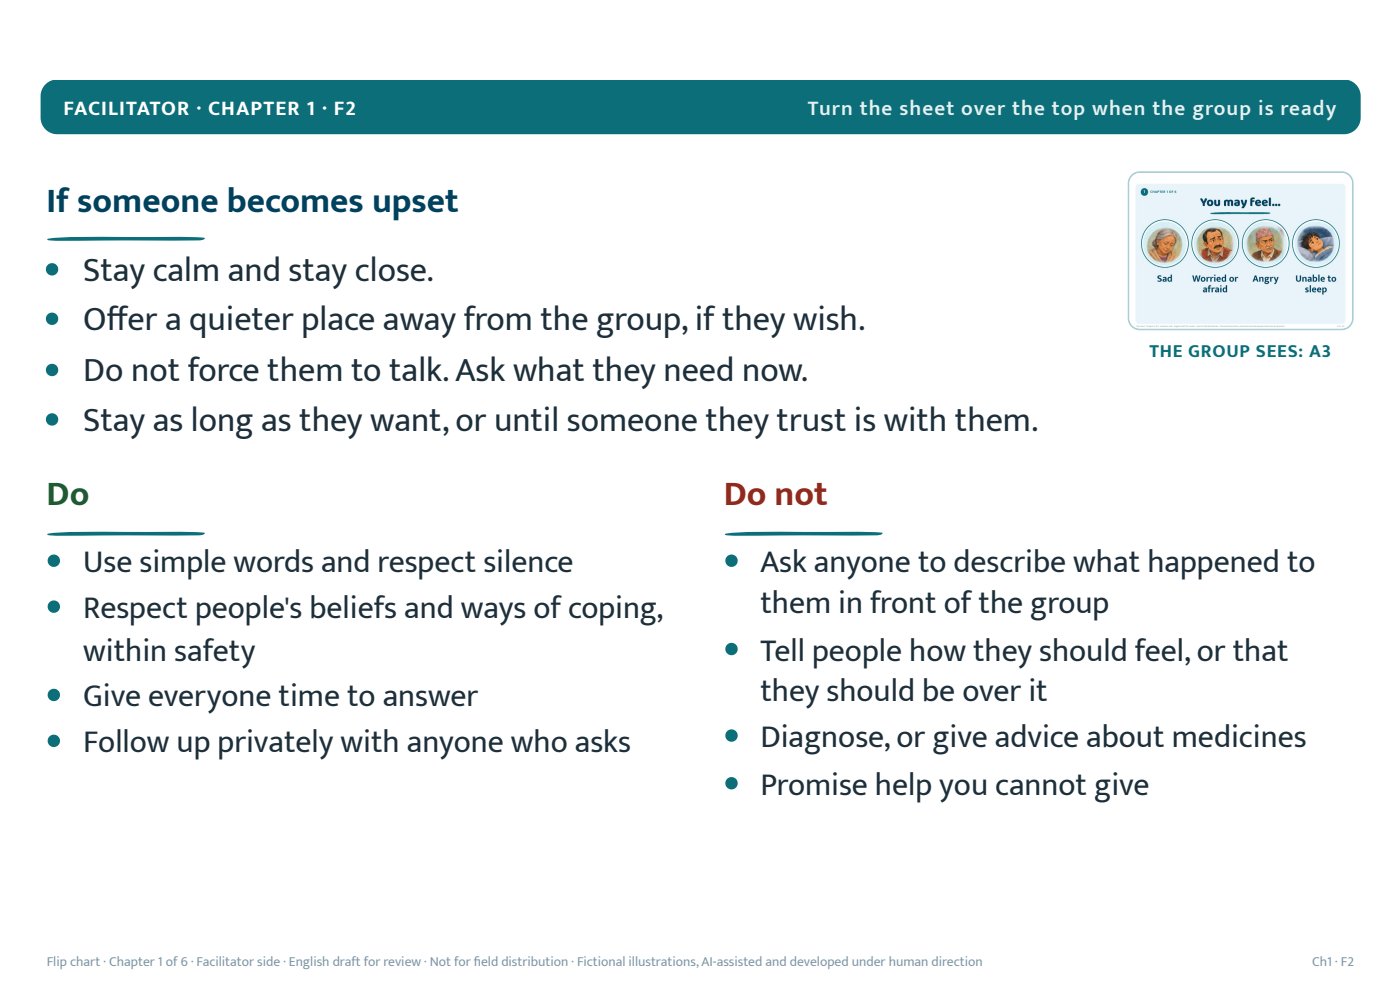 FACILITATOR · CHAPTER 1 · F2
Turn the sheet over the top when the group is ready
If someone becomes upset
Stay calm and stay close.
Offer a quieter place away from the group, if they wish.
Do not force them to talk. Ask what they need now.
Stay as long as they want, or until someone they trust is with them.
1 CHAPTER 1 OF 6
You may feel...
Sad
Worried or
afraid
Angry
Unable to
sleep
THE GROUP SEES: A3
Do
Use simple words and respect silence
Respect people's beliefs and ways of coping,
within safety
Give everyone time to answer
Follow up privately with anyone who asks
Do not
Ask anyone to describe what happened to
them in front of the group
Tell people how they should feel, or that
they should be over it
Diagnose, or give advice about medicines
Promise help you cannot give
Flip chart · Chapter 1 of 6 · Facilitator side · English draft for review · Not for field distribution · Fictional illustrations, AI-assisted and developed under human direction
Ch1 · F2